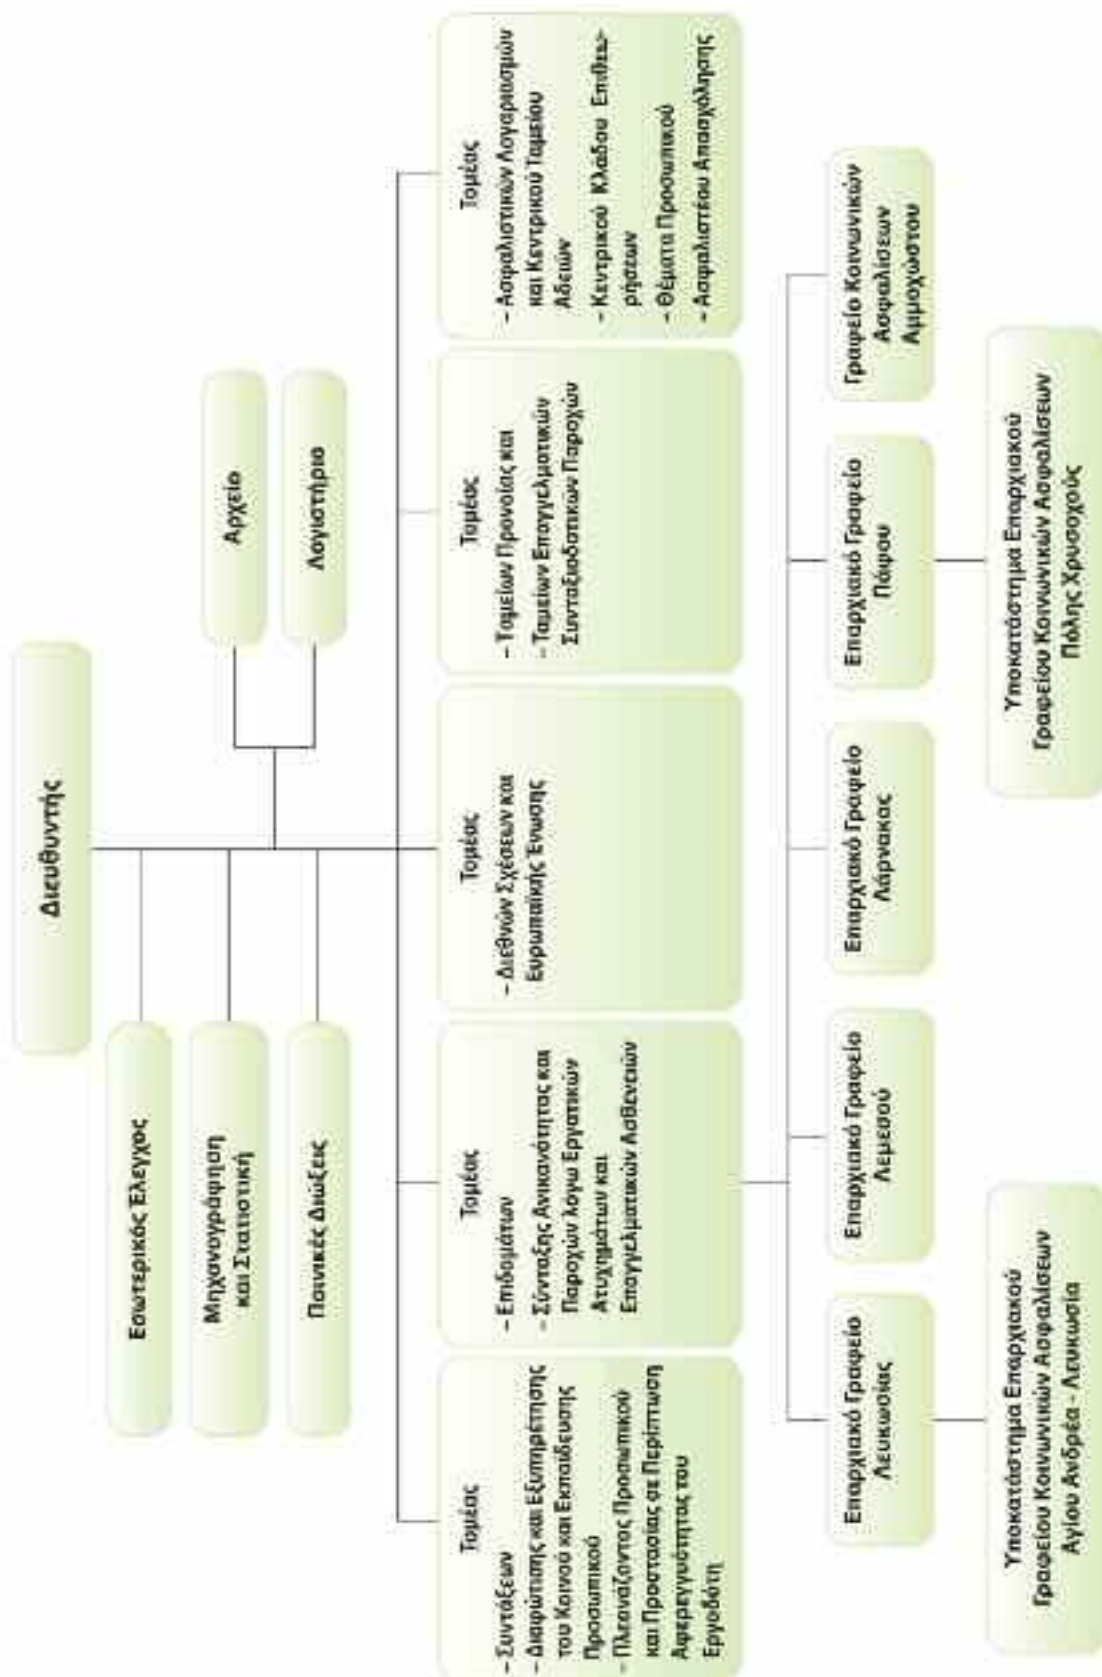 Διευθυντής
Εσωτερικός Έλεγχος
Μηχανογράφηση
και Στατιστική
Ποινικές Διώξεις
Αρχείο
Λογιστήριο
Τομέας
– Συντάξεων
– Διαφώτισης και Εξυπηρέτησης
του Κοινού και Εκπαίδευσης
Προσωπικού
– Πλεονάζοντος Προσωπικού
και Προστασίας σε Περίπτωση
Αφερεγγυότητας του
Εργοδότη
Τομέας
– Επιδομάτων
– Σύνταξης Ανικανότητας και
Παροχών λόγω Εργατικών
Ατυχημάτων και
Επαγγελματικών Ασθενειών
Τομέας
– Διεθνών Σχέσεων και
Ευρωπαϊκής Ένωσης
Τομέας
– Ταμείων Προνοίας και
– Ταμείων Επαγγελματικών
Συνταξιοδοτικών Παροχών
Τομέας
– Ασφαλιστικών Λογαριασμών
και Κεντρικού Ταμείου
Αδειών
– Κεντρικού Κλάδου Επιθεω-
ρήσεων
– Θέματα Προσωπικού
– Ασφαλιστέου Απασχόλησης
Επαρχιακό Γραφείο
Λευκωσίας
Επαρχιακό Γραφείο
Λεμεσού
Επαρχιακό Γραφείο
Λάρνακας
Επαρχιακό Γραφείο
Πάφου
Γραφείο Κοινωνικών
Ασφαλίσεων
Αμμοχώστου
Υποκατάστημα Επαρχιακού
Γραφείου Κοινωνικών Ασφαλίσεων
Αγίου Ανδρέα - Λευκωσία
Υποκατάστημα Επαρχιακού
Γραφείου Κοινωνικών Ασφαλίσεων
Πόλης Χρυσοχούς